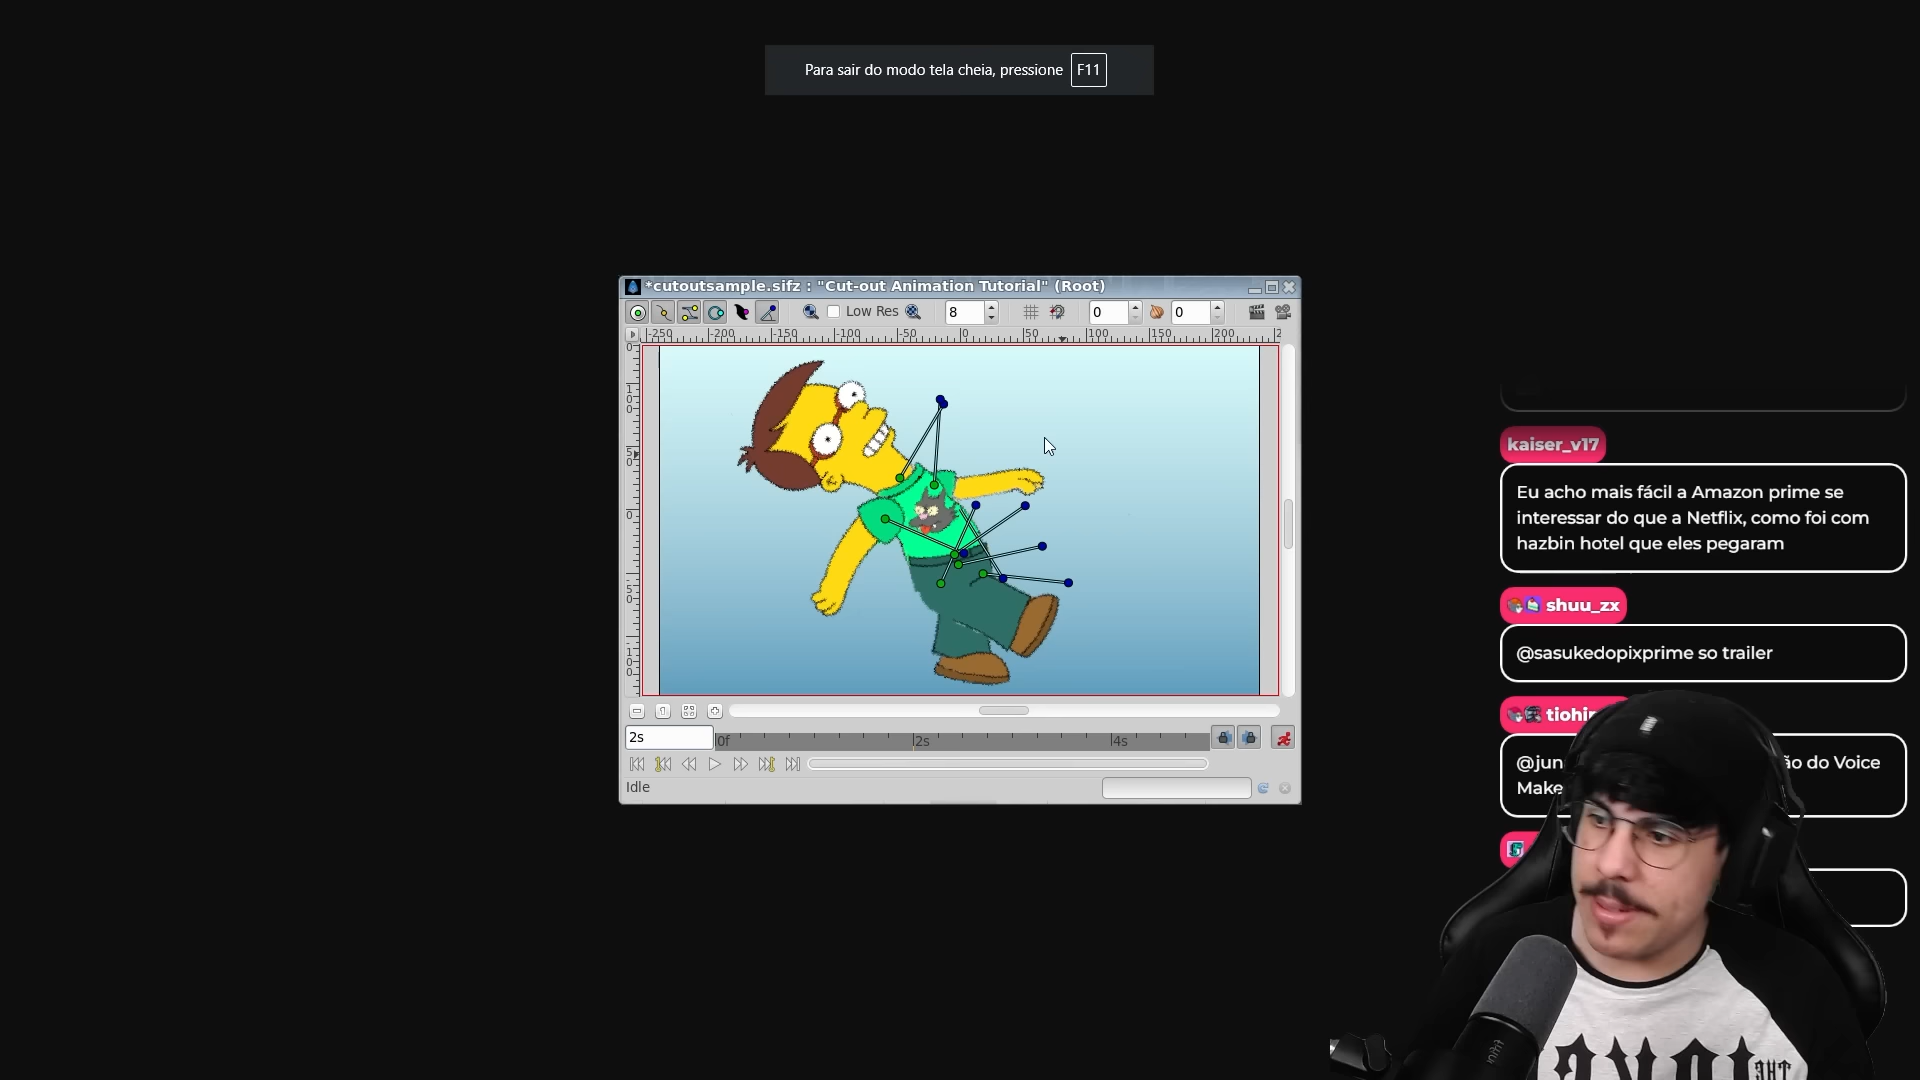 Para sair do modo tela cheia, pressione F11
*cutoutsample.sifz : "Cut-out Animation Tutorial" (Root)
Low Res 8 0 0
-250 -200 -150 -100 -50 0 50 100 150 200
2s 0f 2s 4s
Idle
kaiser_v17
Eu acho mais fácil a Amazon prime se
interessar do que a Netflix, como foi com
hazbin hotel que eles pegaram
shuu_zx
@sasukedopixprime so trailer
tiohir
@jun ão do Voice
Make